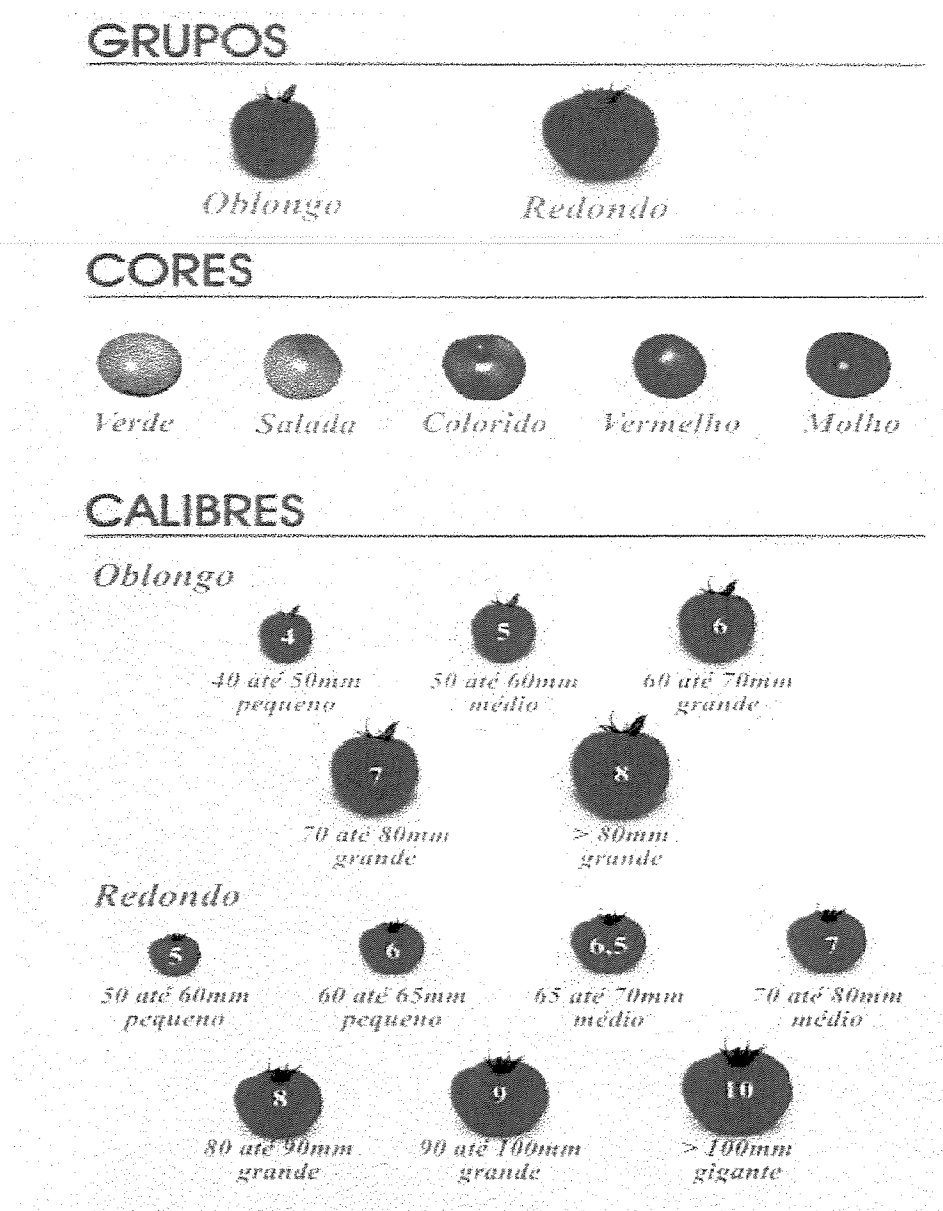 GRUPOS
Oblongo
Redondo
CORES
Verde
Salada
Colorido
Vermelho
Molho
CALIBRES
Oblongo
4
5
6
40 até 50mm
pequeno
50 até 60mm
médio
60 até 70mm
grande
7
8
70 até 80mm
grande
> 80mm
grande
Redondo
5
6
6,5
7
50 até 60mm
pequeno
60 até 65mm
pequeno
65 até 70mm
médio
70 até 80mm
médio
8
9
10
80 até 90mm
grande
90 até 100mm
grande
> 100mm
gigante